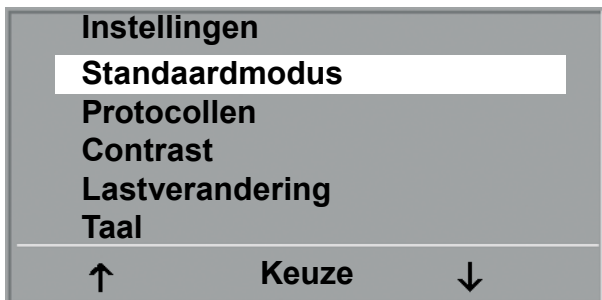 Instellingen
Standaardmodus
Protocollen
Contrast
Lastverandering
Taal
↑ Keuze ↓